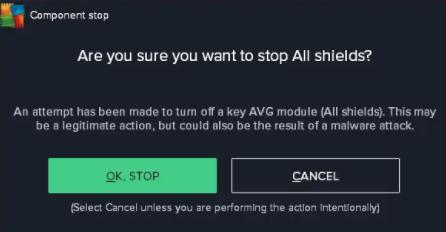 Component stop
Are you sure you want to stop All shields?
An attempt has been made to turn off a key AVG module (All shields). This may
be a legitimate action, but could also be the result of a malware attack.
OK, STOP
CANCEL
(Select Cancel unless you are performing the action intentionally)